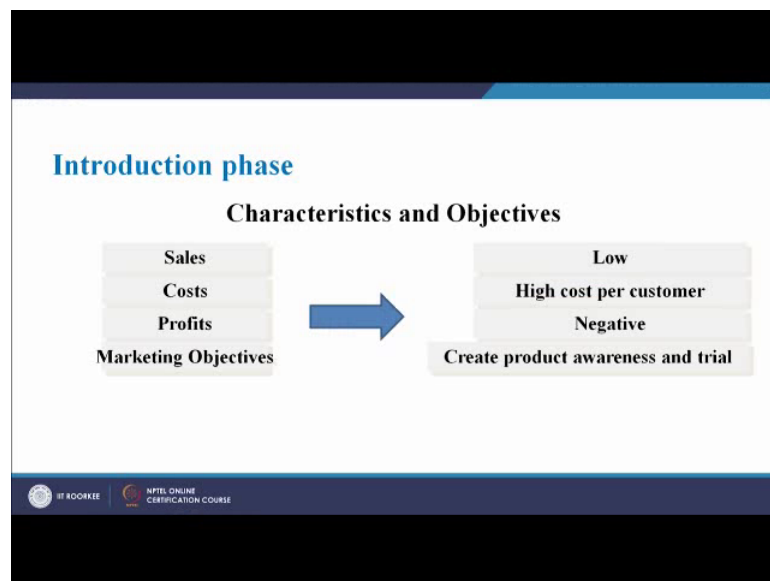 Introduction phase
Characteristics and Objectives
Sales
Low
Costs
High cost per customer
Profits
Negative
Marketing Objectives
Create product awareness and trial
IIT ROORKEE
NPTEL ONLINE
CERTIFICATION COURSE